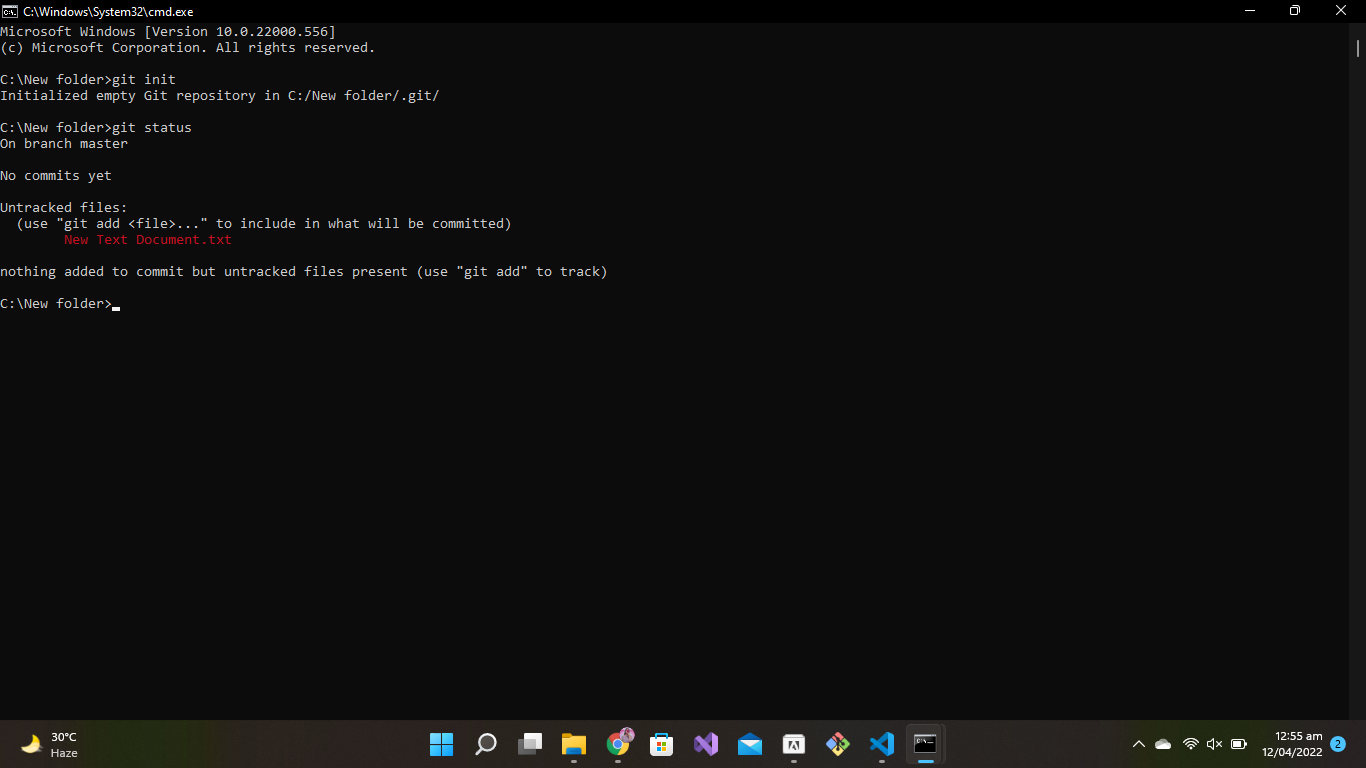 C:\Windows\System32\cmd.exe
Microsoft Windows [Version 10.0.22000.556]
(c) Microsoft Corporation. All rights reserved.
C:\New folder>git init
Initialized empty Git repository in C:/New folder/.git/
C:\New folder>git status
On branch master
No commits yet
Untracked files:
  (use "git add <file>..." to include in what will be committed)
        New Text Document.txt
nothing added to commit but untracked files present (use "git add" to track)
C:\New folder>
30°C
Haze
12:55 am
12/04/2022
2